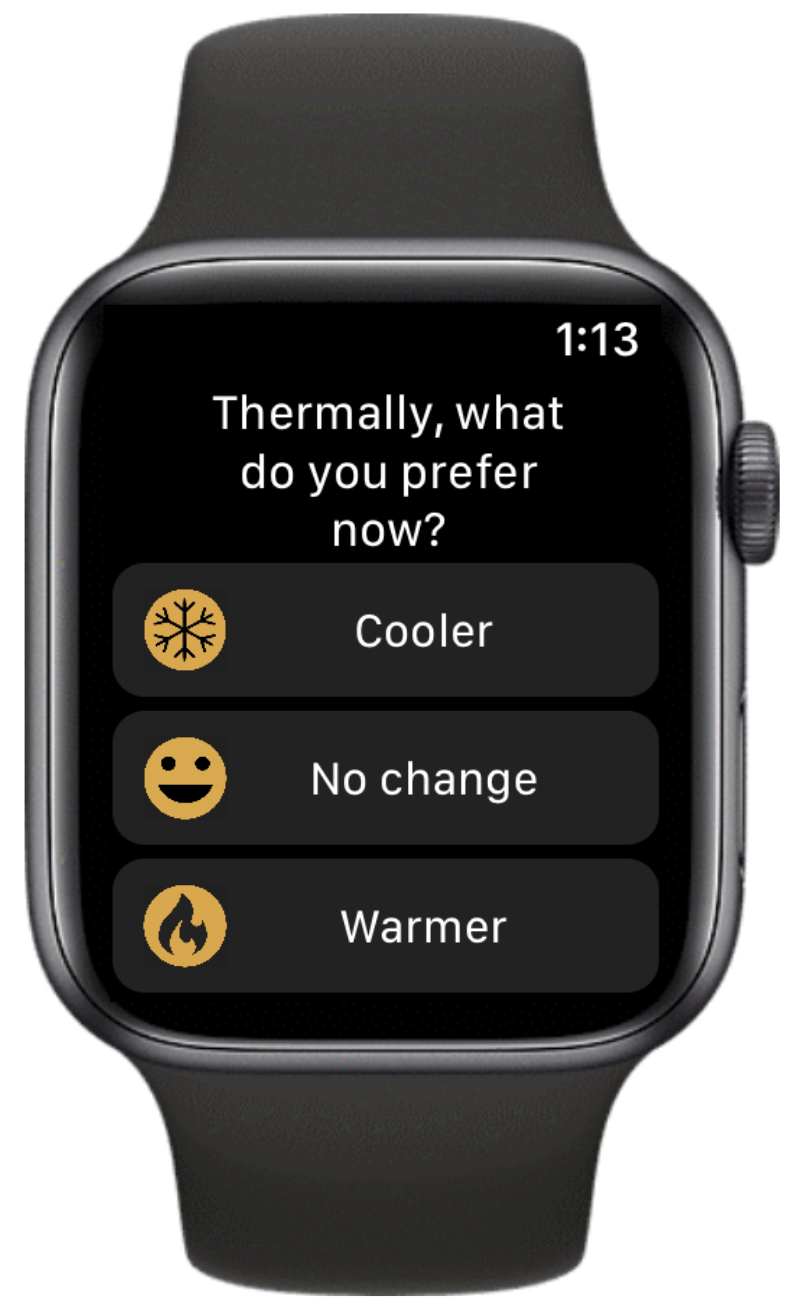 1:13
Thermally, what
do you prefer
now?
Cooler
No change
Warmer